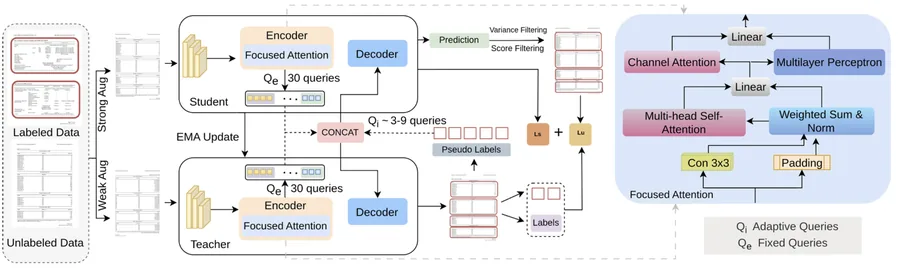 Labeled Data
Unlabeled Data
Strong Aug
Weak Aug
Encoder
Focused Attention
Decoder
Qe 30 queries
Student
EMA Update
CONCAT
Qi ~ 3-9 queries
Qe 30 queries
Encoder
Focused Attention
Decoder
Teacher
Prediction
Variance Filtering
Score Filtering
Pseudo Labels
Labels
Ls
+
Lu
Linear
Channel Attention
Multilayer Perceptron
Linear
Multi-head Self-
Attention
Weighted Sum &
Norm
Con 3x3
Padding
Focused Attention
Qi Adaptive Queries
Qe Fixed Queries